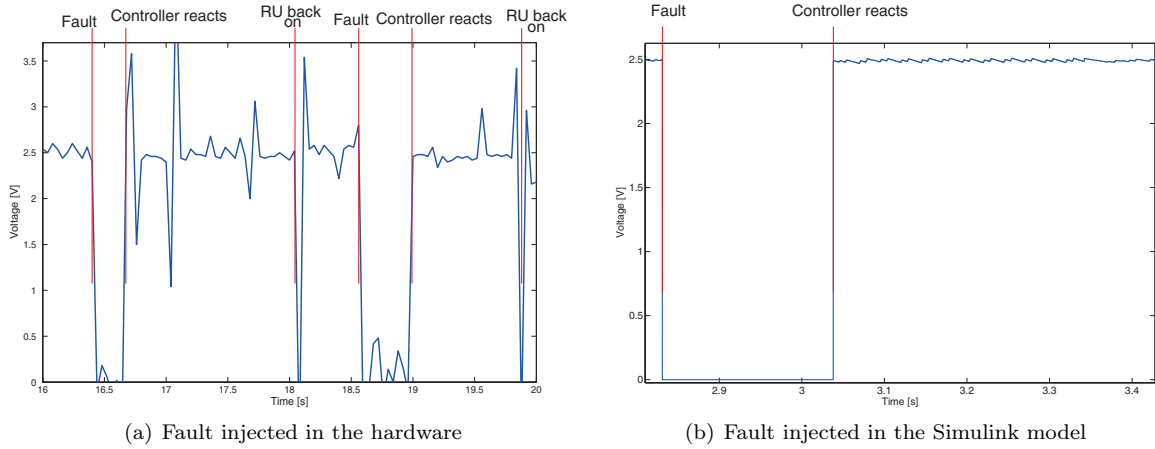 Fault
Controller reacts
RU back
on
Fault
Controller reacts
RU back
on
3.5
3
2.5
2
1.5
1
0.5
0
Voltage [V]
16
16.5
17
17.5
18
18.5
19
19.5
20
Time [s]
(a) Fault injected in the hardware
Fault
Controller reacts
2.5
2
1.5
1
0.5
0
Voltage [V]
2.9
3
3.1
3.2
3.3
3.4
Time [s]
(b) Fault injected in the Simulink model